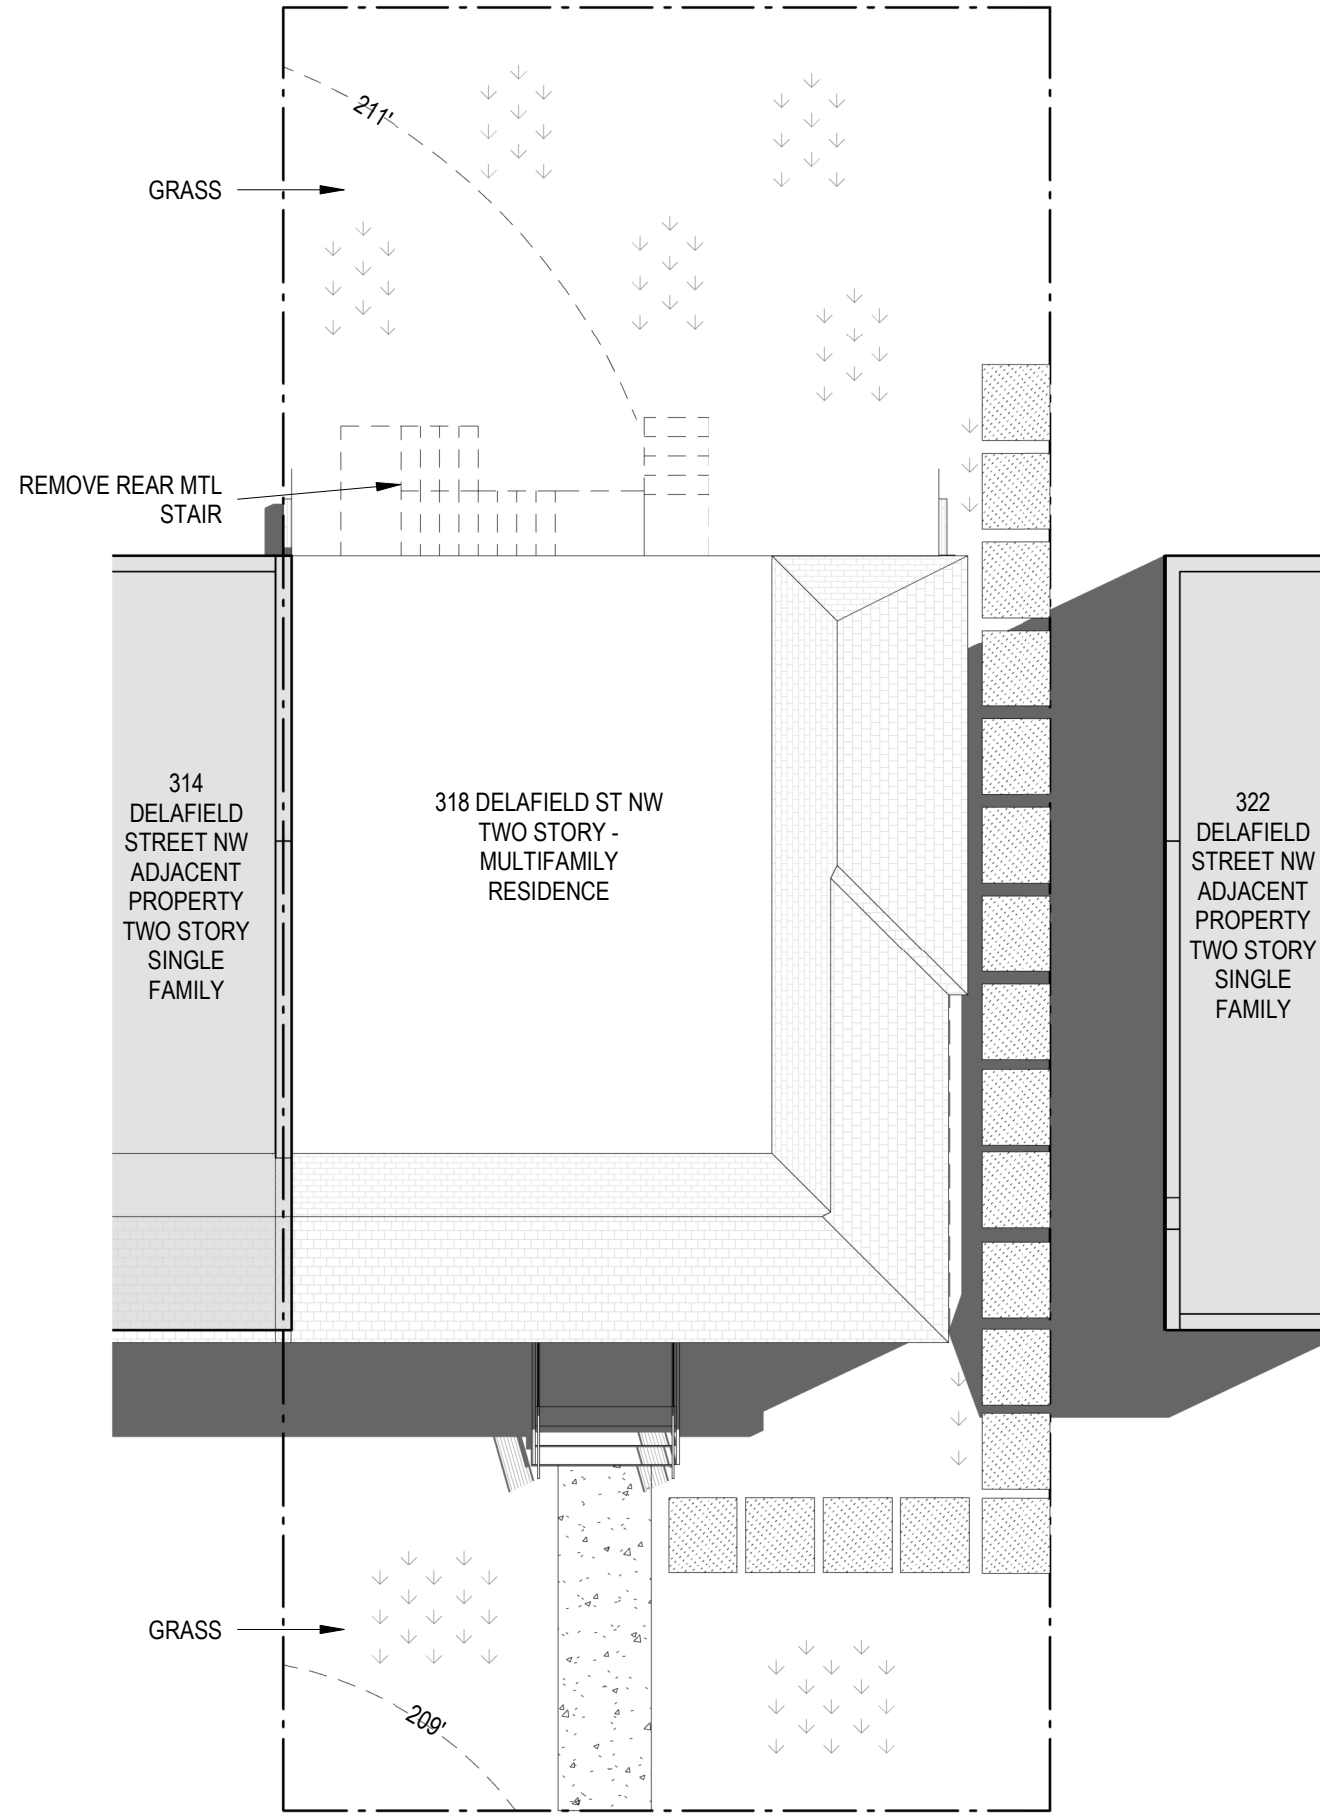 211'
GRASS
REMOVE REAR MTL
STAIR
314
DELAFIELD
STREET NW
ADJACENT
PROPERTY
TWO STORY
SINGLE
FAMILY
318 DELAFIELD ST NW
TWO STORY -
MULTIFAMILY
RESIDENCE
322
DELAFIELD
STREET NW
ADJACENT
PROPERTY
TWO STORY
SINGLE
FAMILY
GRASS
209'